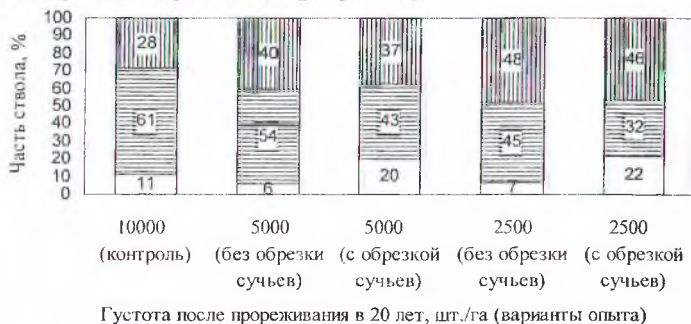 Часть ствола, %
100
90
80
70
60
50
40
30
20
10
0
28 40 37 48 46
61 54 43 45 32
11 6 20 7 22
10000 5000 5000 2500 2500
(контроль) (без обрезки (с обрезкой (без обрезки (с обрезкой
сучьев) сучьев) сучьев) сучьев)
Густота после прореживания в 20 лет, шт./га (варианты опыта)